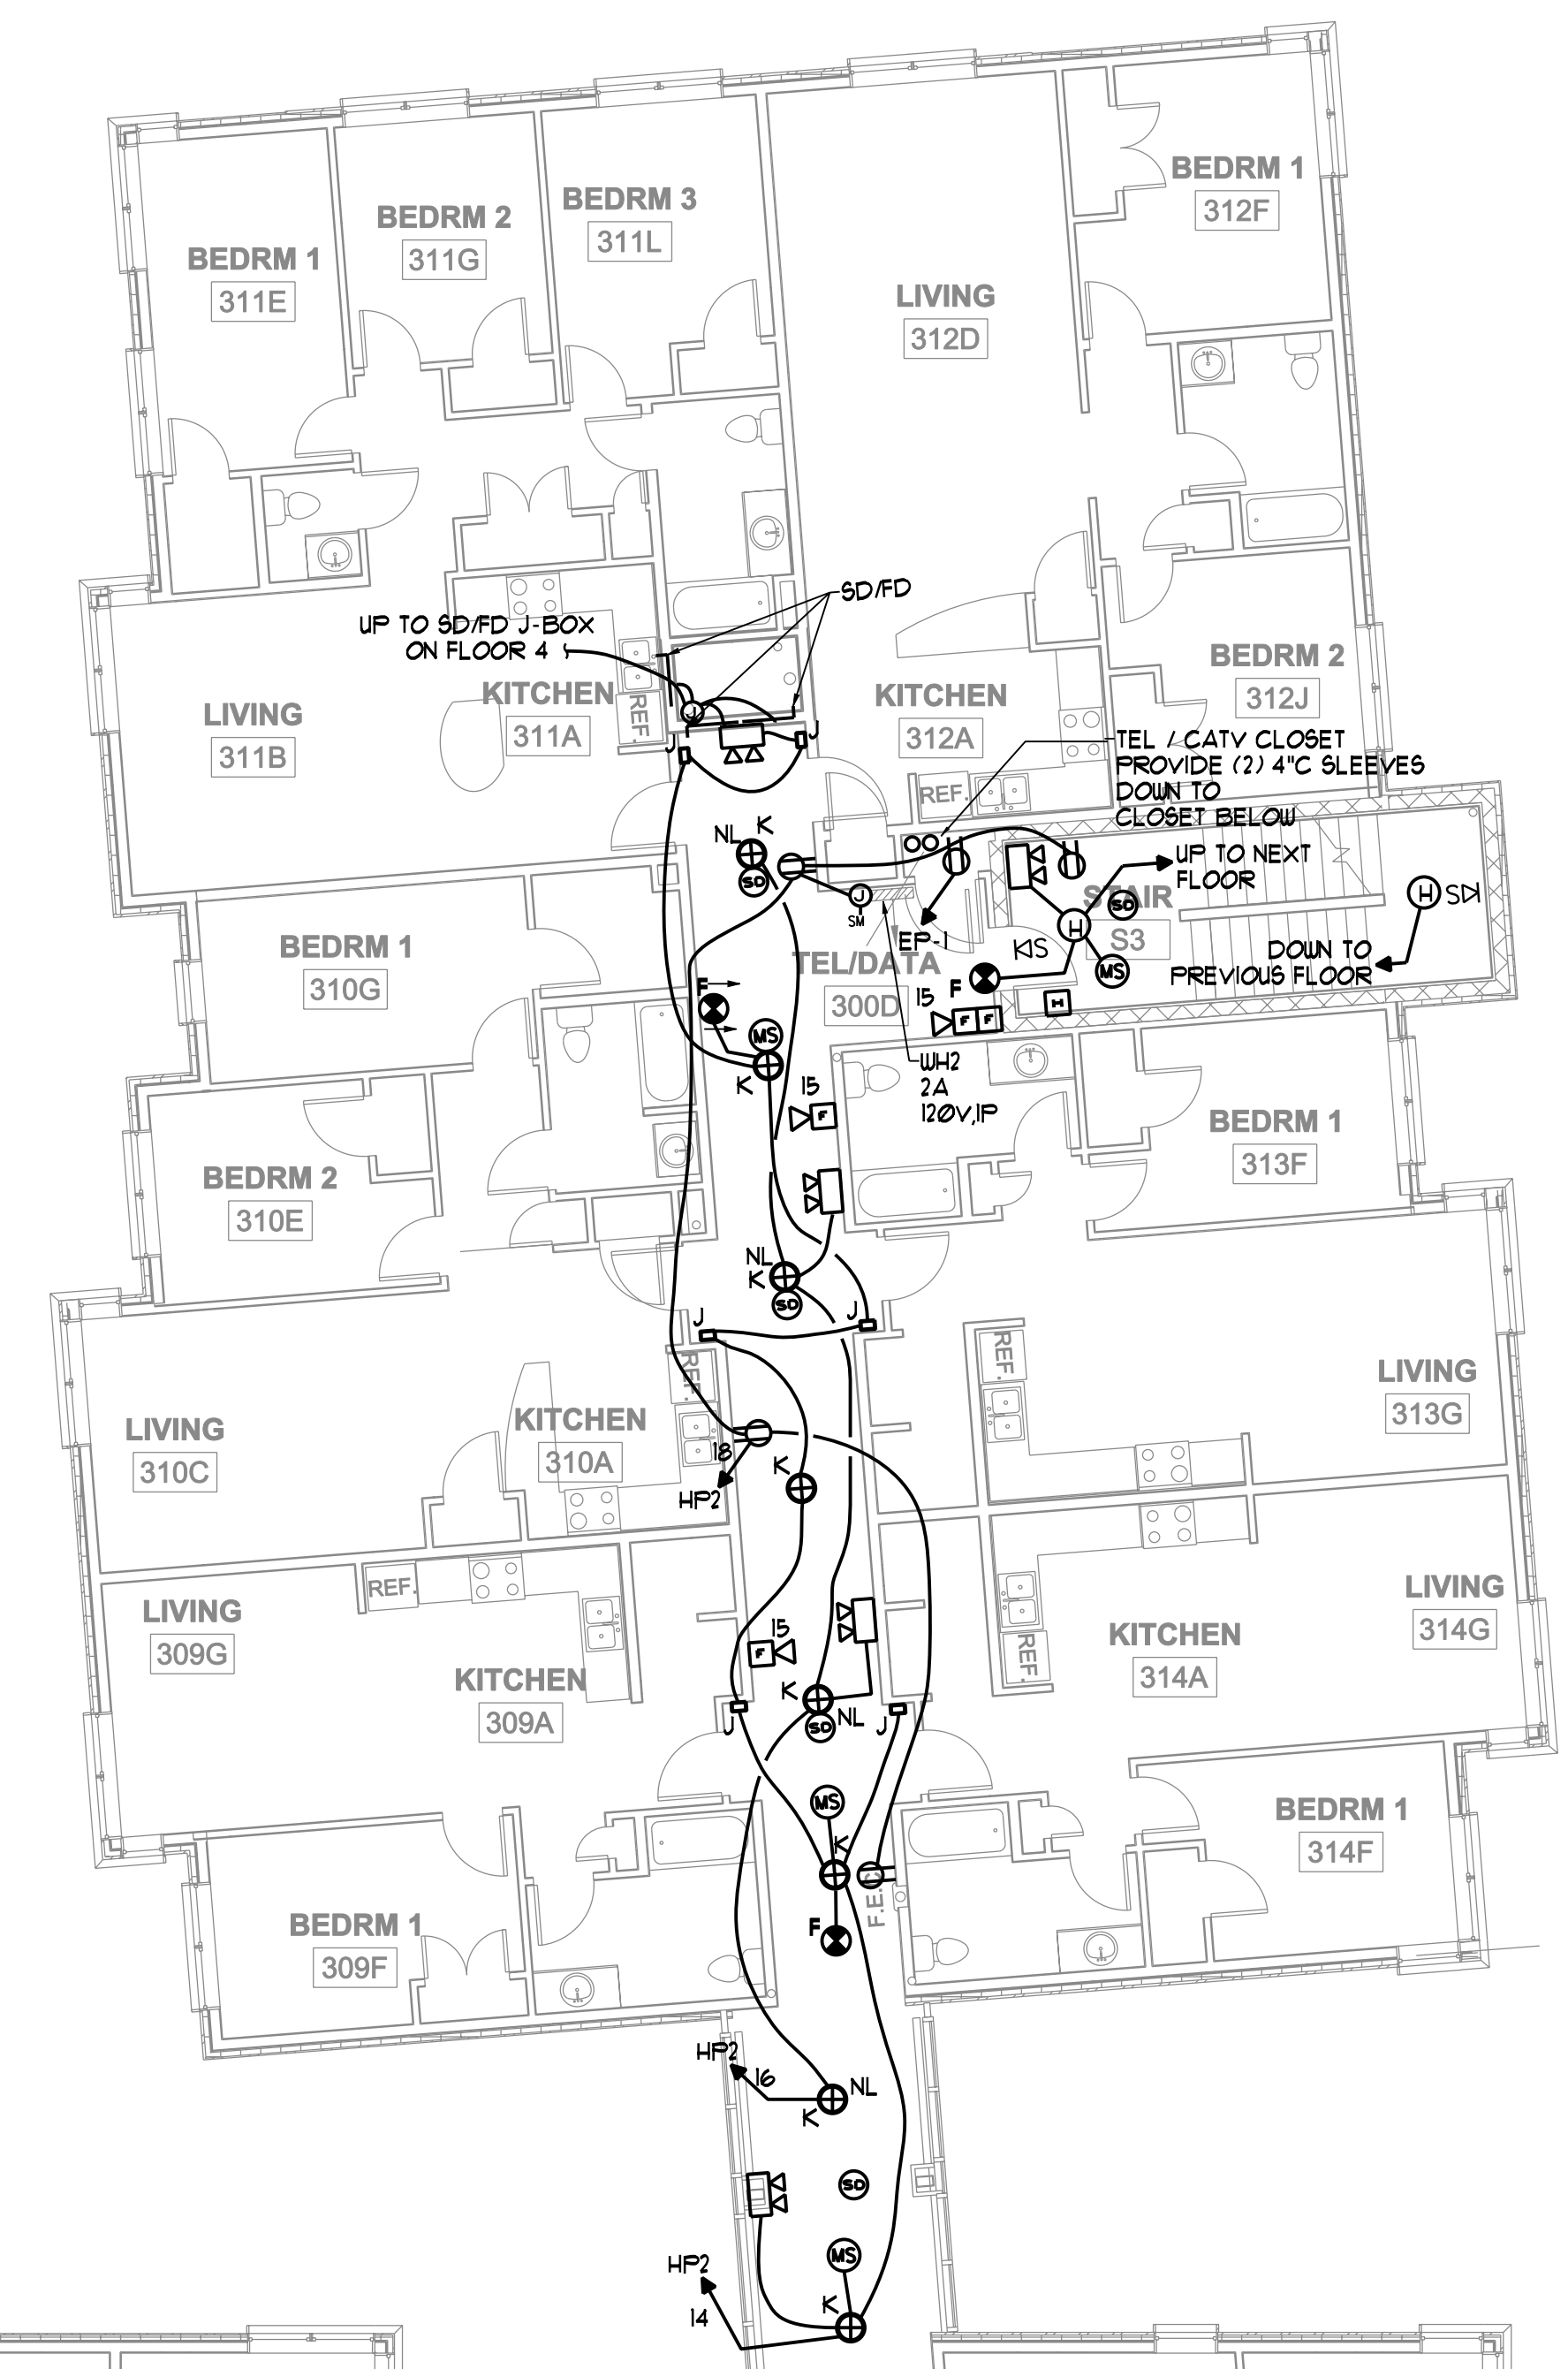 BEDRM 1
312F
BEDRM 3
311L
BEDRM 2
311G
BEDRM 1
311E
LIVING
312D
SD/FD
UP TO SD/FD J-BOX
ON FLOOR 4
BEDRM 2
312J
KITCHEN
311A
REF.
KITCHEN
312A
LIVING
311B
J
J
J
TEL / CATV CLOSET
PROVIDE (2) 4"C SLEEVES
DOWN TO
CLOSET BELOW
REF.
NL
K
SD
UP TO NEXT
FLOOR
STAIR
S3
SD
H
SD
J
SM
EP-1
H
KS
MS
DOWN TO
PREVIOUS FLOOR
BEDRM 1
310G
TEL/DATA
300D
F
F
15
F
F
H
MS
K
WH2
2A
120V,1P
15
F
BEDRM 1
313F
BEDRM 2
310E
NL
K
SD
J
J
REF.
REF.
LIVING
313G
LIVING
310C
KITCHEN
310A
18
HP2
K
REF.
LIVING
309G
LIVING
314G
KITCHEN
314A
REF.
15
F
KITCHEN
309A
K
NL
SD
J
J
MS
K
F.E.C
F
BEDRM 1
314F
BEDRM 1
309F
HP2
16
NL
K
SD
MS
HP2
14
K